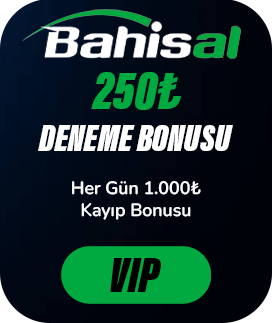 Bahisal
250₺
DENEME BONUSU
Her Gün 1.000₺
Kayıp Bonusu
VIP